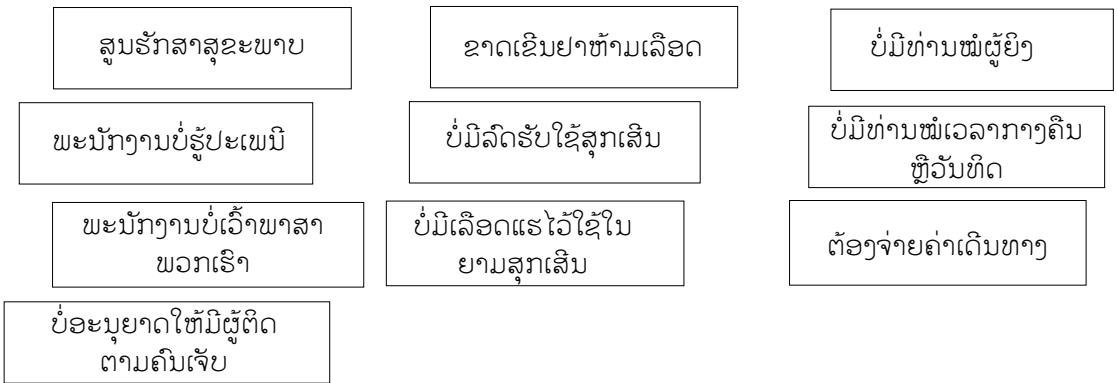 ສູນຮັກສາສຸຂະພາບ
ຂາດເຂີນຢາຫ້າມເລືອດ
ບໍ່ມີທ່ານໝໍຜູ້ຍິງ
ພະນັກງານບໍ່ຮູ້ປະເພນີ
ບໍ່ມີລົດຮັບໃຊ້ສຸກເສີນ
ບໍ່ມີທ່ານໝໍເວລາກາງຄືນ
ຫຼືວັນທິດ
ພະນັກງານບໍ່ເວົ້າພາສາ
ພວກເຮົາ
ບໍ່ມີເລືອດແຮໄວ້ໃຊ້ໃນ
ຍາມສຸກເສີນ
ຕ້ອງຈ່າຍຄ່າເດີນທາງ
ບໍ່ອະນຸຍາດໃຫ້ມີຜູ້ຕິດ
ຕາມຄົນເຈັບ